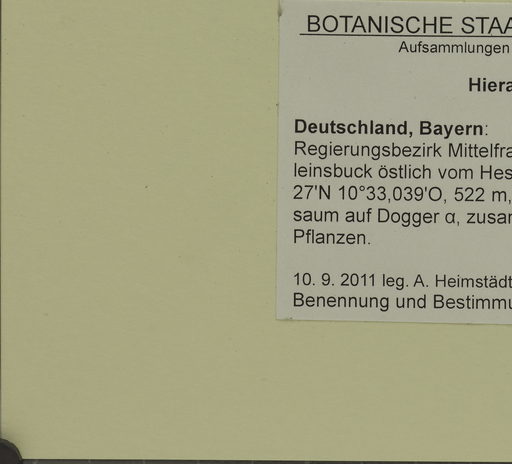 BOTANISCHE STAA
Aufsammlungen
Hiera
Deutschland, Bayern:
Regierungsbezirk Mittelfra
leinsbuck östlich vom Hes
27'N 10°33,039'O, 522 m,
saum auf Dogger α, zusam
Pflanzen.
10. 9. 2011 leg. A. Heimstädt
Benennung und Bestimmu